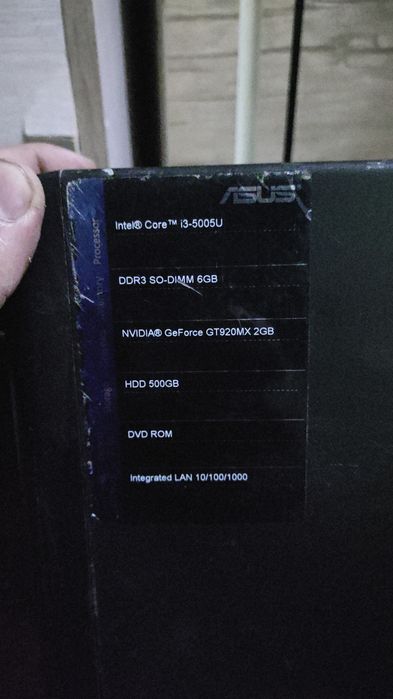 ASUS
Processor
Intel® Core™ i3-5005U
DDR3 SO-DIMM 6GB
NVIDIA® GeForce GT920MX 2GB
HDD 500GB
DVD ROM
Integrated LAN 10/100/1000